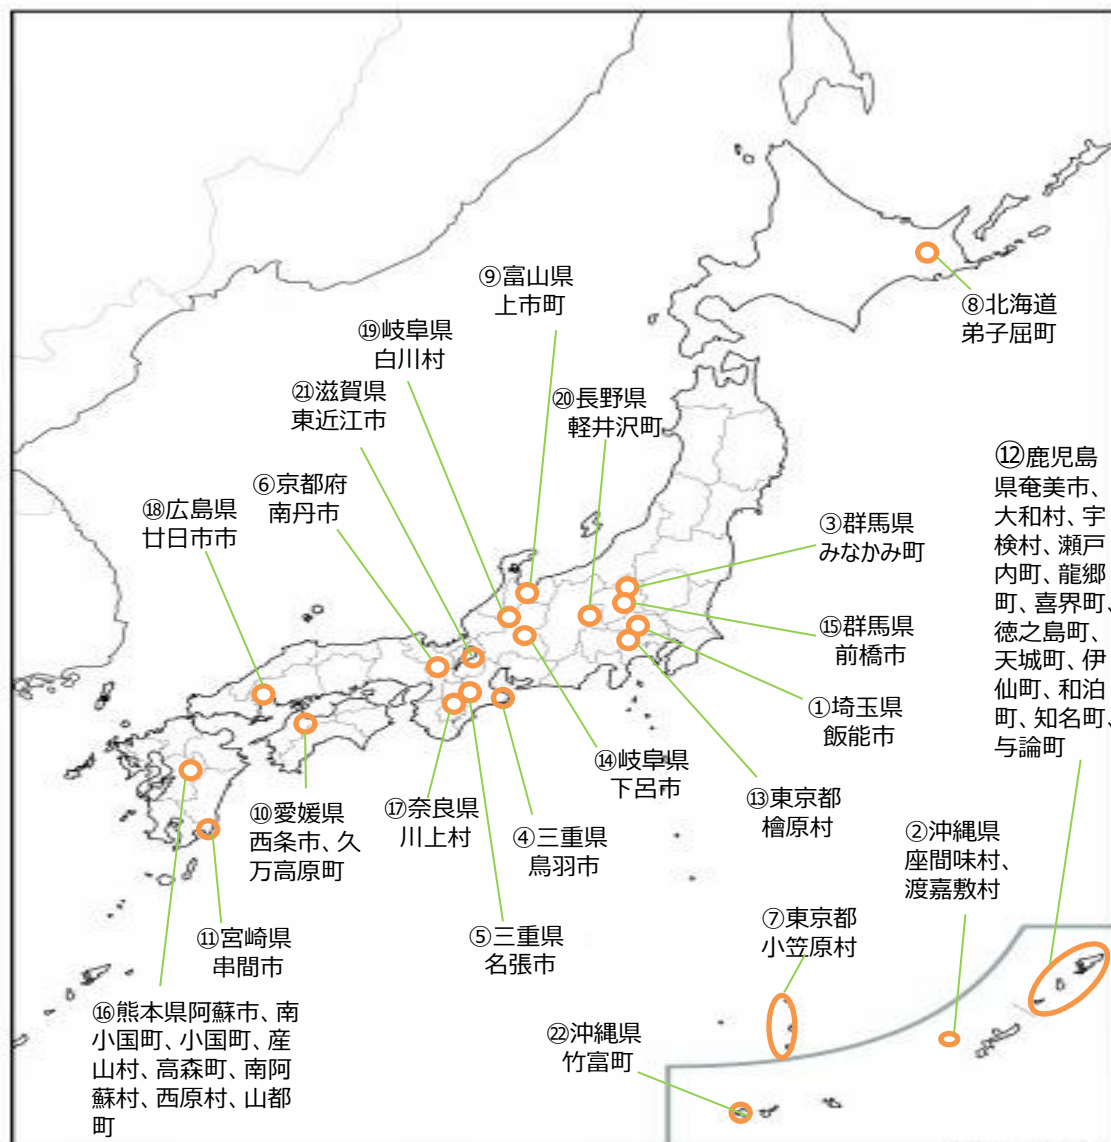 ⑨富山県
上市町
⑲岐阜県
白川村
㉑滋賀県
東近江市
⑥京都府
南丹市
⑱広島県
廿日市市
⑳長野県
軽井沢町
⑧北海道
弟子屈町
③群馬県
みなかみ町
⑮群馬県
前橋市
①埼玉県
飯能市
⑬東京都
檜原村
⑭岐阜県
下呂市
④三重県
鳥羽市
⑤三重県
名張市
⑰奈良県
川上村
⑩愛媛県
西条市、久
万高原町
⑪宮崎県
串間市
⑯熊本県阿蘇市、南
小国町、小国町、産
山村、高森町、南阿
蘇村、西原村、山都
町
⑫鹿児島
県奄美市、
大和村、宇
検村、瀬戸
内町、龍郷
町、喜界町、
徳之島町、
天城町、伊
仙町、和泊
町、知名町、
与論町
②沖縄県
座間味村、
渡嘉敷村
⑦東京都
小笠原村
㉒沖縄県
竹富町